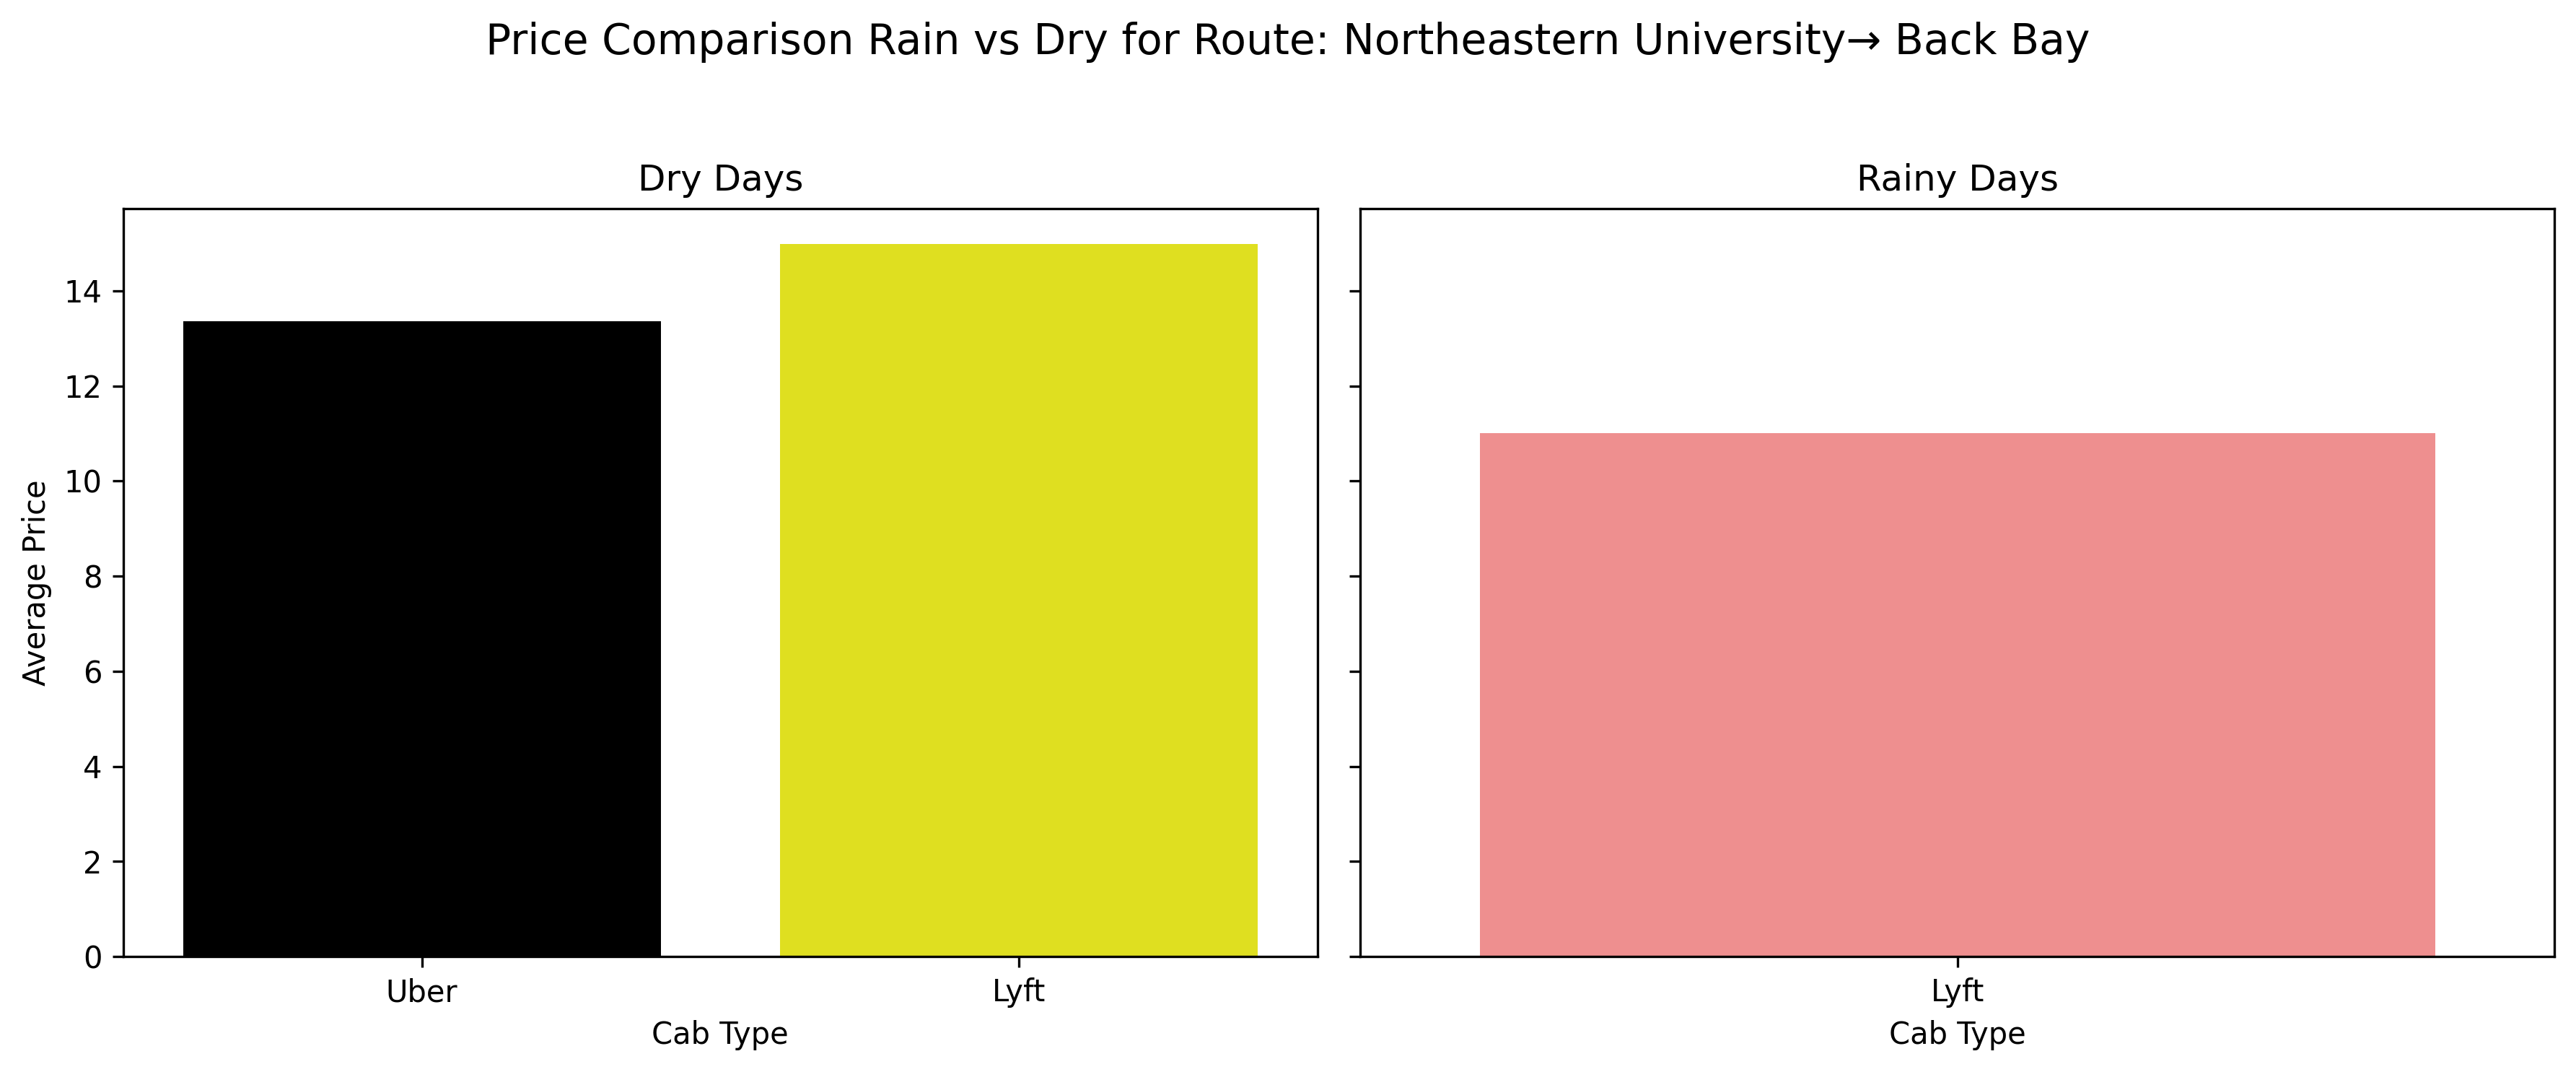 Price Comparison Rain vs Dry for Route: Northeastern University→ Back Bay
Dry Days
Average Price
14
12
10
8
6
4
2
0
Uber
Lyft
Cab Type
Rainy Days
Lyft
Cab Type